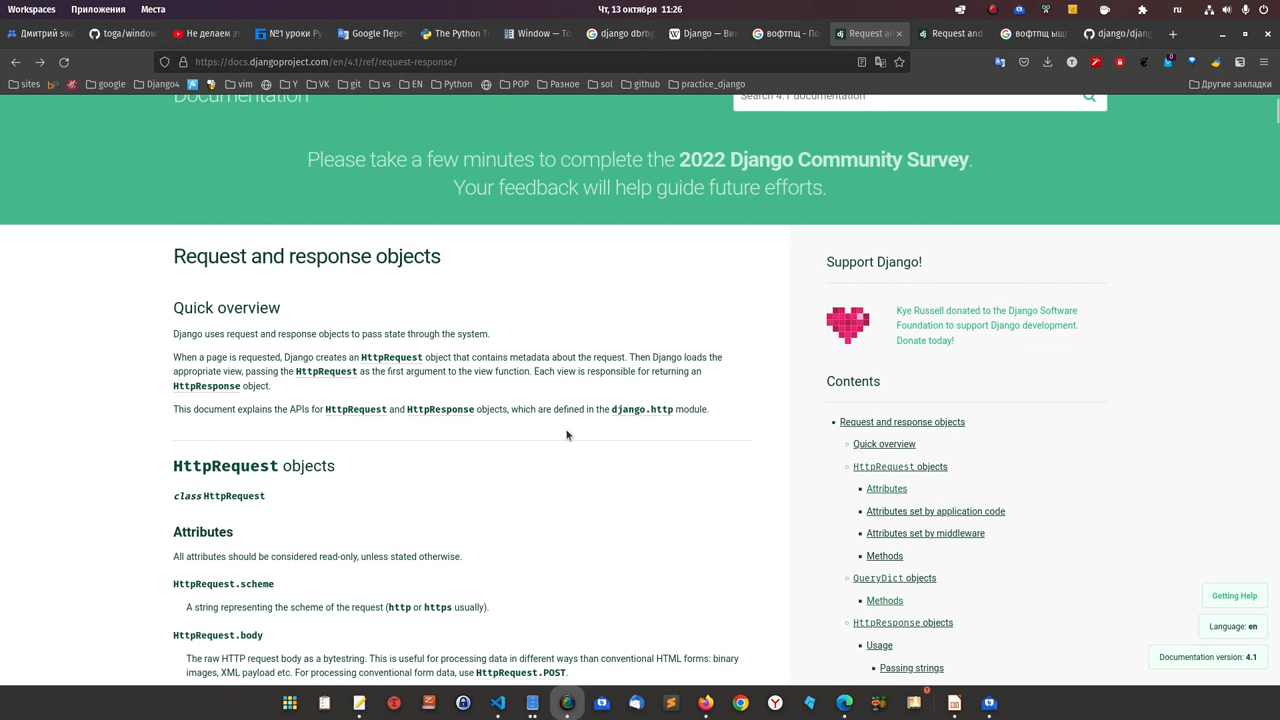 Workspaces Приложения Места Чт, 13 октября 11:26 ru
Дмитрий swa toga/window Не делаем э №1 уроки Py Google Пере The Python T Window — To django dbrbg Django — Ви вофтпщ - По Request an Request and вофтпщ ыщ django/djang
https://docs.djangoproject.com/en/4.1/ref/request-response/
sites google Django4 vim Y VK git vs EN Python POP Разное sol github practice_django Другие закладки
Documentation Search 4.1 documentation
Please take a few minutes to complete the 2022 Django Community Survey.
Your feedback will help guide future efforts.
Request and response objects
Quick overview
Django uses request and response objects to pass state through the system.
When a page is requested, Django creates an HttpRequest object that contains metadata about the request. Then Django loads the
appropriate view, passing the HttpRequest as the first argument to the view function. Each view is responsible for returning an
HttpResponse object.
This document explains the APIs for HttpRequest and HttpResponse objects, which are defined in the django.http module.
HttpRequest objects
class HttpRequest
Attributes
All attributes should be considered read-only, unless stated otherwise.
HttpRequest.scheme
A string representing the scheme of the request (http or https usually).
HttpRequest.body
The raw HTTP request body as a bytestring. This is useful for processing data in different ways than conventional HTML forms: binary
images, XML payload etc. For processing conventional form data, use HttpRequest.POST.
Support Django!
Kye Russell donated to the Django Software
Foundation to support Django development.
Donate today!
Contents
Request and response objects
Quick overview
HttpRequest objects
Attributes
Attributes set by application code
Attributes set by middleware
Methods
QueryDict objects
Methods
HttpResponse objects
Usage
Passing strings
Getting Help
Language: en
Documentation version: 4.1